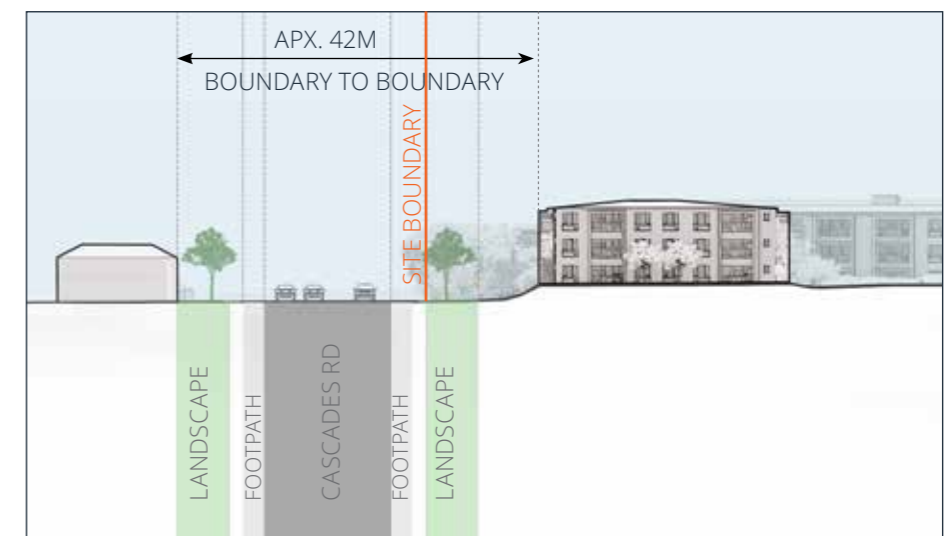 APX. 42M
BOUNDARY TO BOUNDARY
SITE BOUNDARY
LANDSCAPE
FOOTPATH
CASCADES RD
FOOTPATH
LANDSCAPE